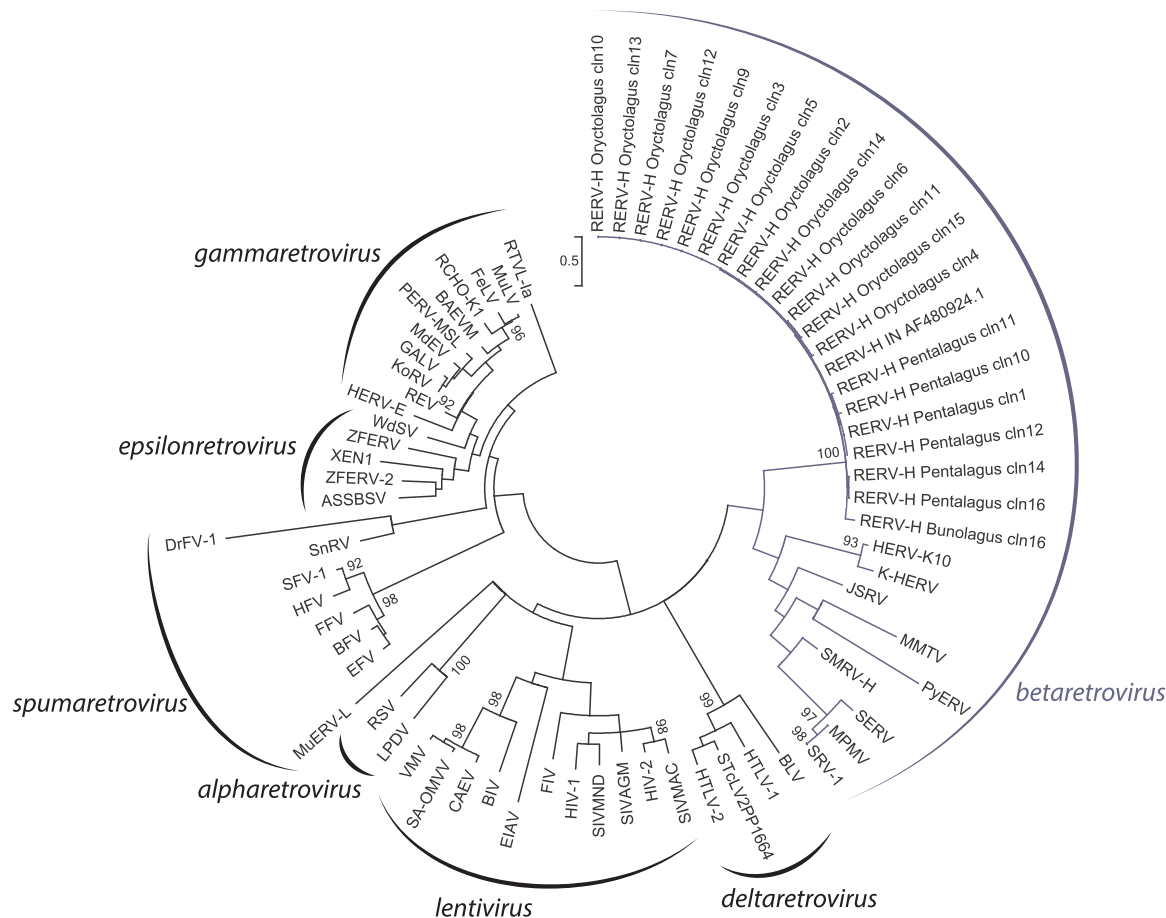 RERV-H Oryctolagus cln10
RERV-H Oryctolagus cln13
RERV-H Oryctolagus cln7
RERV-H Oryctolagus cln12
RERV-H Oryctolagus cln9
RERV-H Oryctolagus cln3
RERV-H Oryctolagus cln5
RERV-H Oryctolagus cln2
RERV-H Oryctolagus cln14
RERV-H Oryctolagus cln6
RERV-H Oryctolagus cln11
RERV-H Oryctolagus cln15
RERV-H Oryctolagus cln4
RERV-H IN AF480924.1
RERV-H Pentalagus cln11
RERV-H Pentalagus cln10
RERV-H Pentalagus cln1
RERV-H Pentalagus cln12
RERV-H Pentalagus cln14
RERV-H Pentalagus cln16
RERV-H Bunolagus cln16
100
HERV-K10
93
K-HERV
JSRV
MMTV
PyERV
SMRV-H
SERV
MPMV
SRV-1
97
98
betaretrovirus
BLV
HTLV-1
STcLV2PP1664
HTLV-2
99
deltaretrovirus
SIVMAC
HIV-2
98
SIVAGM
SIVMND
HIV-1
FIV
EIAV
BIV
CAEV
SA-OMVV
VMV
98
98
lentivirus
LPDV
RSV
100
alpharetrovirus
MuERV-L
EFV
BFV
FFV
HFV
SFV-1
92
98
SnRV
DrFV-1
spumaretrovirus
ASSBSV
ZFERV-2
XEN1
ZFERV
WdSV
epsilonretrovirus
HERV-E
REV
92
KoRV
GALV
MdEV
PERV-MSL
BAEVM
RCHO-K1
FeLV
MuLV
96
RTVL-Ia
gammaretrovirus
0.5